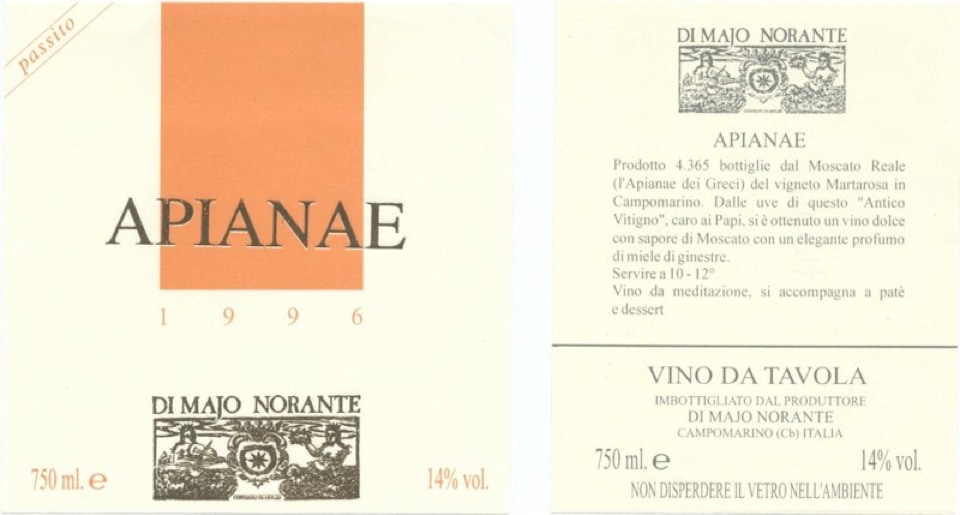 passito
APIANAE
1 9 9 6
DI MAJO NORANTE
750 ml. ℮
14% vol.
DI MAJO NORANTE
APIANAE
Prodotto 4.365 bottiglie dal Moscato Reale
(l'Apianae dei Greci) del vigneto Martarosa in
Campomarino. Dalle uve di questo "Antico
Vitigno", caro ai Papi, si è ottenuto un vino dolce
con sapore di Moscato con un elegante profumo
di miele di ginestre.
Servire a 10 - 12°
Vino da meditazione, si accompagna a patè
e dessert
VINO DA TAVOLA
IMBOTTIGLIATO DAL PRODUTTORE
DI MAJO NORANTE
CAMPOMARINO (Cb) ITALIA
750 ml. ℮
14% vol.
NON DISPERDERE IL VETRO NELL'AMBIENTE